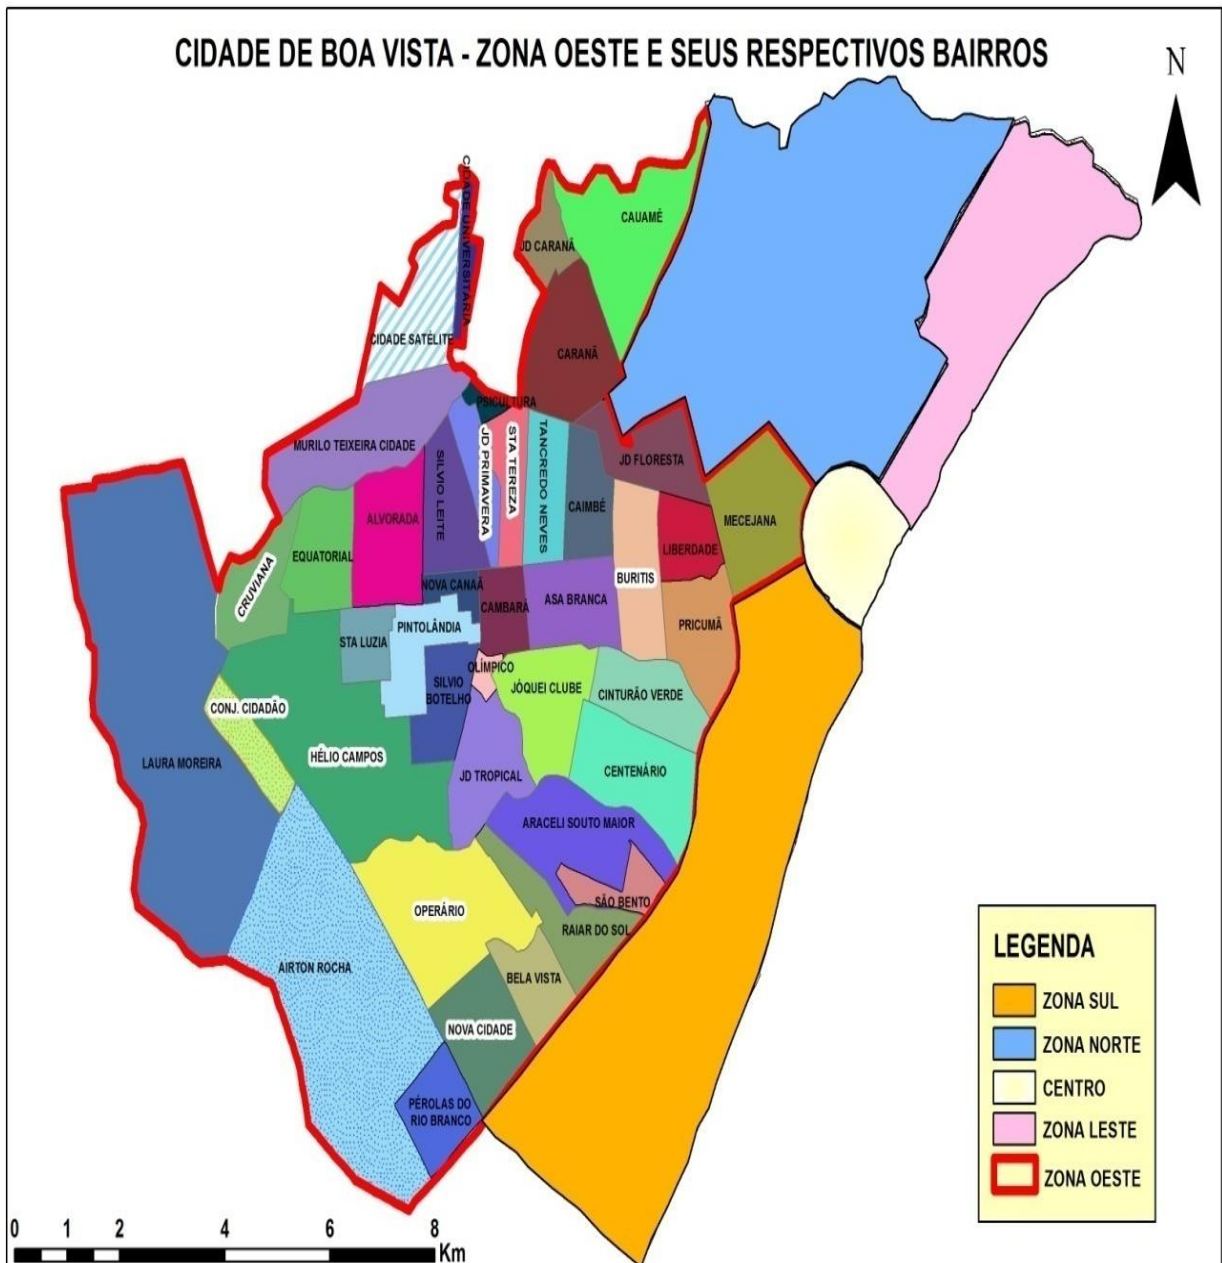 CIDADE DE BOA VISTA - ZONA OESTE E SEUS RESPECTIVOS BAIRROS
N
CIDADE UNIVERSITARIA
CAUAMÉ
JD CARANÃ
CIDADE SATÉLITE
CARANÃ
PSICULTURA
MURILO TEIXEIRA CIDADE
SILVIO LEITE
JD PRIMAVERA
STA TEREZA
TANCREDO NEVES
JD FLORESTA
CAIMBÉ
ALVORADA
MECEJANA
EQUATORIAL
LIBERDADE
CRUVIANA
NOVA CANAÃ
BURITIS
CAMBARÁ
ASA BRANCA
PINTOLÂNDIA
PRICUMÃ
STA LUZIA
OLÍMPICO
SILVIO
BOTELHO
JÓQUEI CLUBE
CINTURÃO VERDE
CONJ. CIDADÃO
HÉLIO CAMPOS
LAURA MOREIRA
JD TROPICAL
CENTENÁRIO
ARACELI SOUTO MAIOR
SÃO BENTO
OPERÁRIO
RAIAR DO SOL
AIRTON ROCHA
BELA VISTA
NOVA CIDADE
PÉROLAS DO
RIO BRANCO
LEGENDA
ZONA SUL
ZONA NORTE
CENTRO
ZONA LESTE
ZONA OESTE
0 1 2 4 6 8
Km